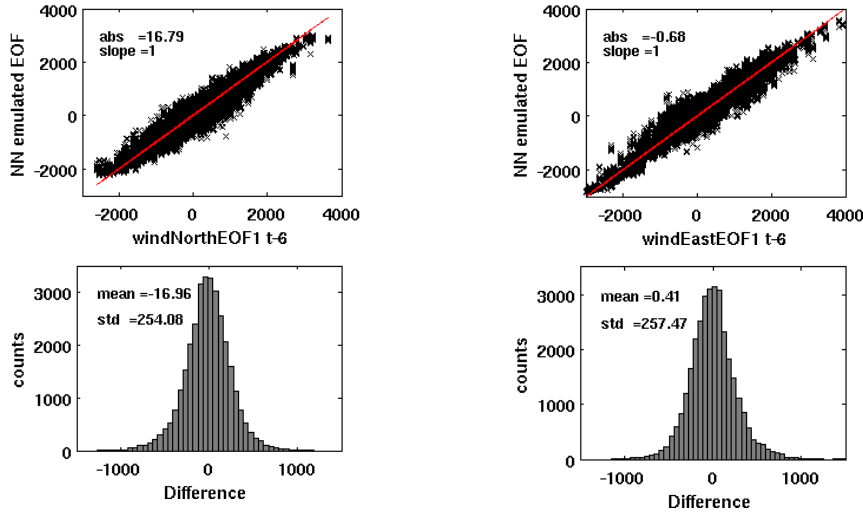 4000
2000
0
-2000
NN emulated EOF
abs =16.79
slope =1
-2000 0 2000 4000
windNorthEOF1 t-6
4000
2000
0
-2000
NN emulated EOF
abs =-0.68
slope =1
-2000 0 2000 4000
windEastEOF1 t-6
3000
2000
1000
0
counts
mean =-16.96
std =254.08
-1000 0 1000
Difference
3000
2000
1000
0
counts
mean =0.41
std =257.47
-1000 0 1000
Difference